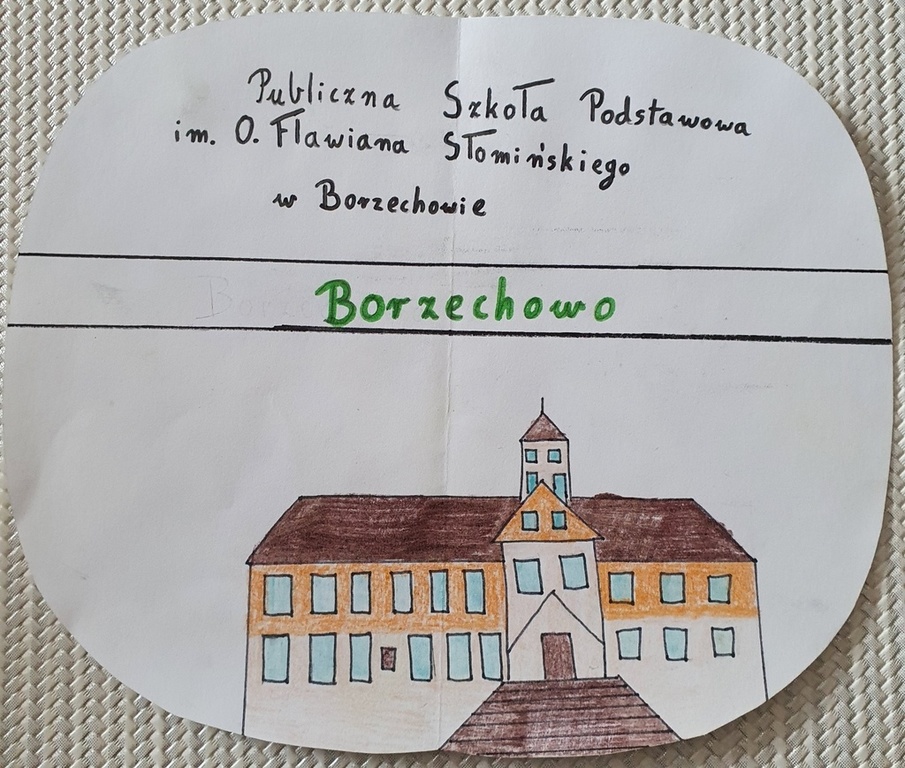 Publiczna Szkoła Podstawowa
im. O. Flawiana Słomińskiego
w Borzechowie
Borzechowo